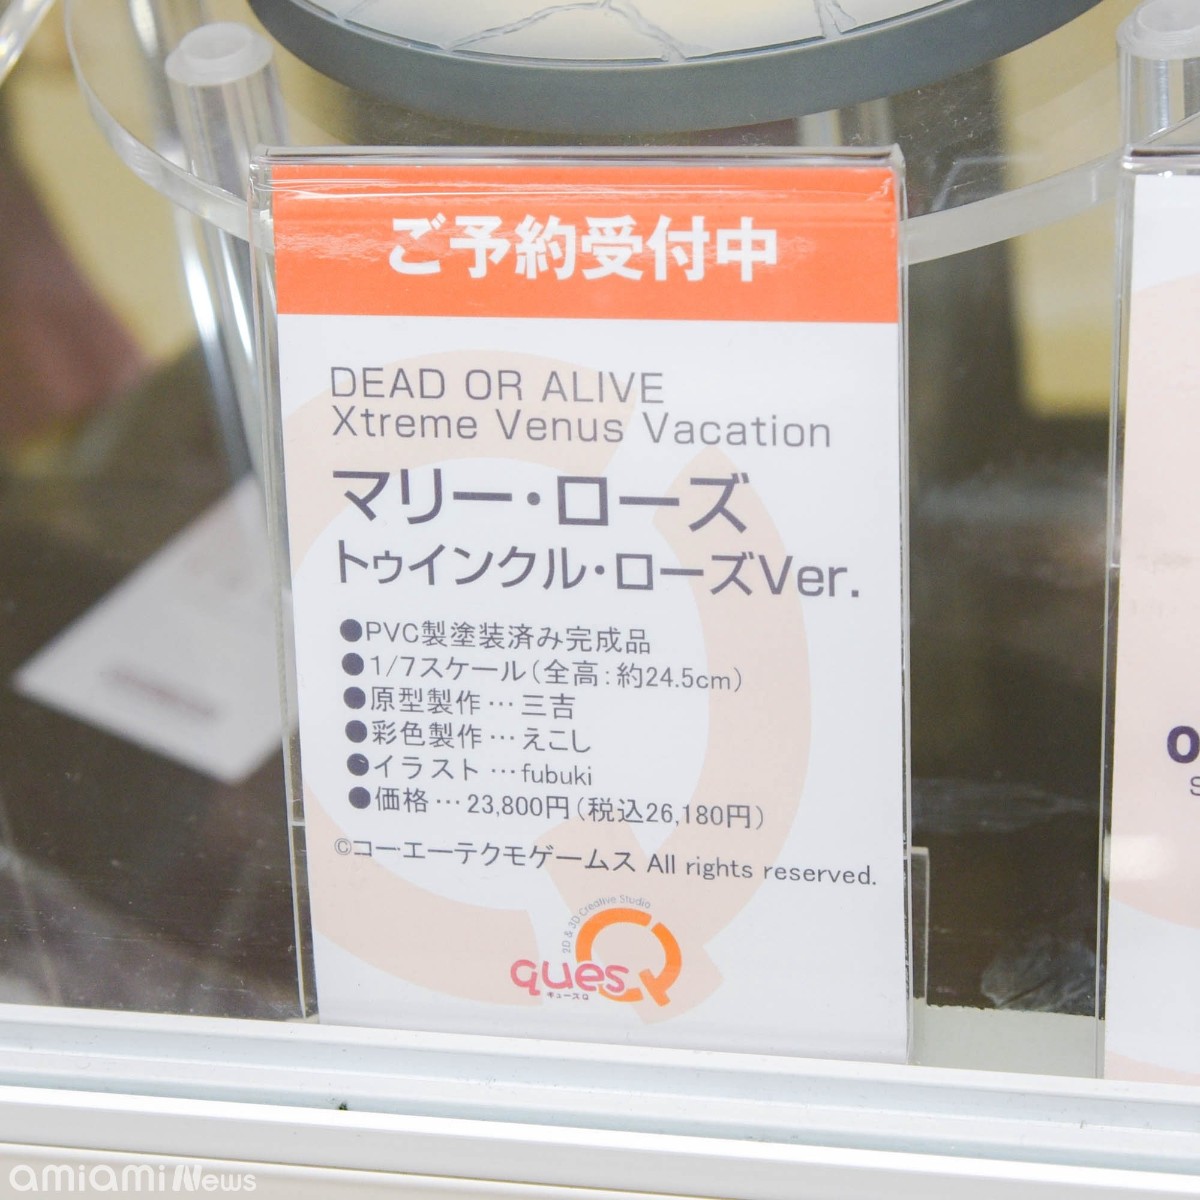 ご予約受付中
DEAD OR ALIVE
Xtreme Venus Vacation
マリー・ローズ
トゥインクル・ローズVer.
●PVC製塗装済み完成品
●1/7スケール(全高:約24.5cm)
●原型製作…三吉
●彩色製作…えこし
●イラスト…fubuki
●価格…23,800円(税込26,180円)
©コーエーテクモゲームス All rights reserved.
2D & 3D Creative Studio
quesQ
キューズQ
amiami News